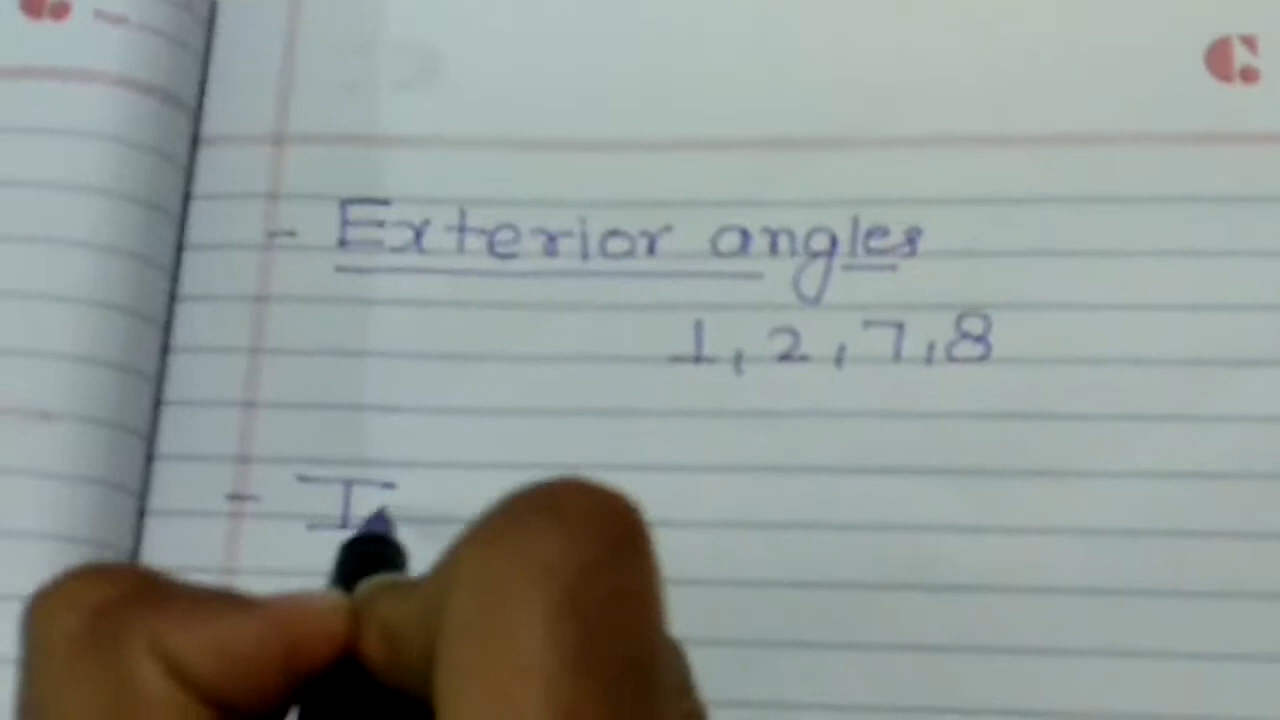 - Exterior angles
1, 2, 7, 8
- I